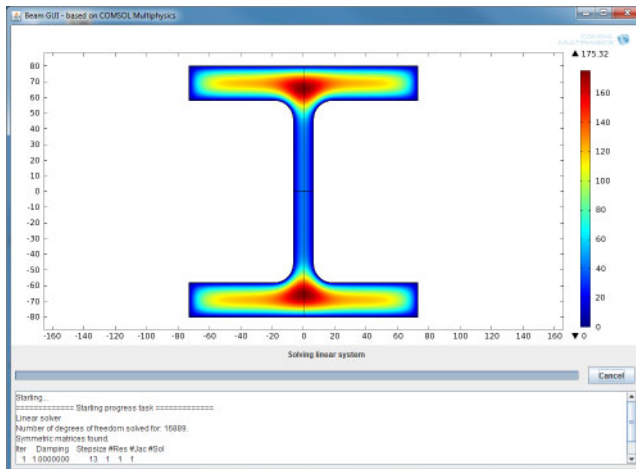 Beam GUI - based on COMSOL Multiphysics
COMSOL
MULTIPHYSICS
▲ 175.32
80
70
60
50
40
30
20
10
0
-10
-20
-30
-40
-50
-60
-70
-80
-160 -140 -120 -100 -80 -60 -40 -20 0 20 40 60 80 100 120 140 160
160
140
120
100
80
60
40
20
0
▼ 0
Solving linear system
Cancel
Starting...
============= Starting progress task =============
Linear solver
Number of degrees of freedom solved for: 16889.
Symmetric matrices found.
Iter Damping Stepsize #Res #Jac #Sol
1 1.0000000 13 1 1 1